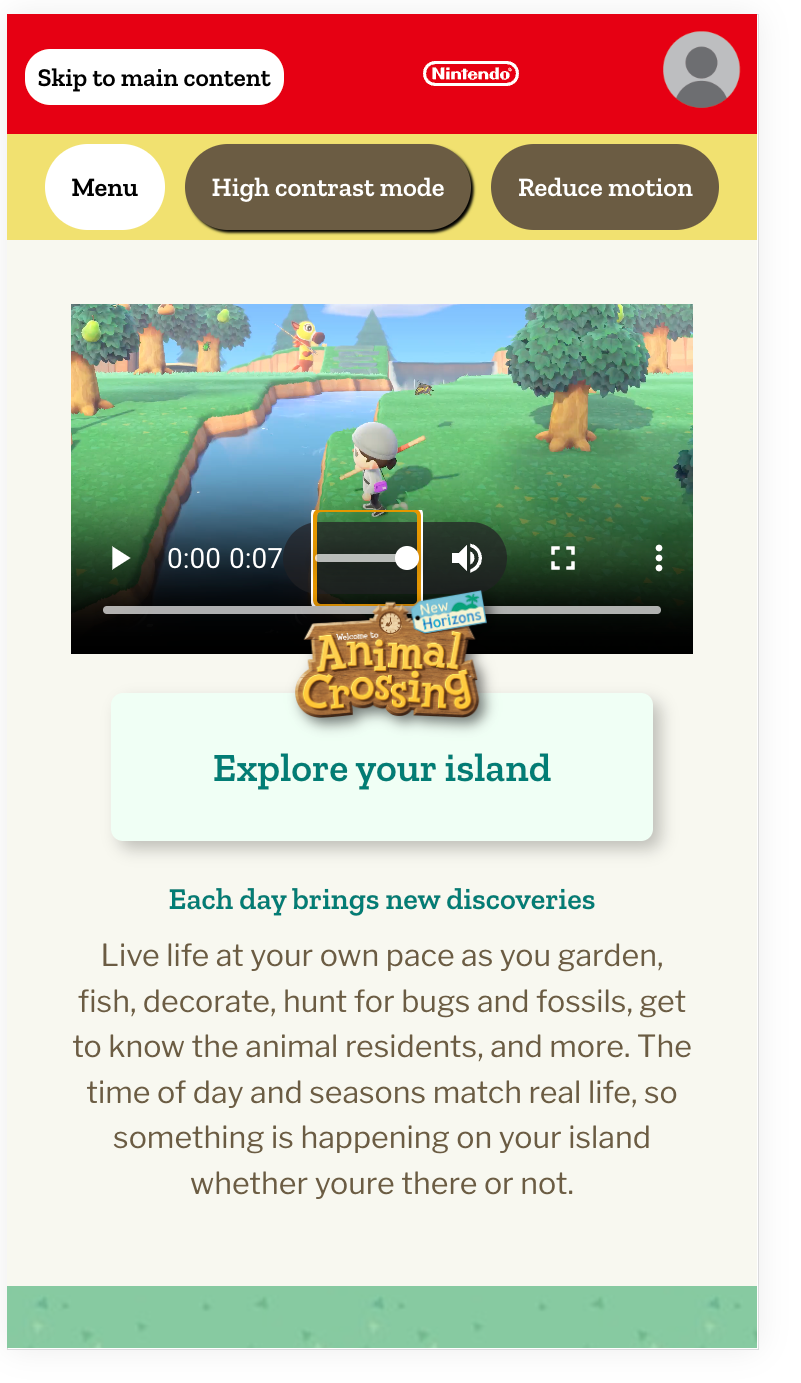 Skip to main content
Nintendo
Menu
High contrast mode
Reduce motion
0:00 0:07
New
Horizons
Welcome to
Animal
Crossing
Explore your island
Each day brings new discoveries
Live life at your own pace as you garden,
fish, decorate, hunt for bugs and fossils, get
to know the animal residents, and more. The
time of day and seasons match real life, so
something is happening on your island
whether youre there or not.